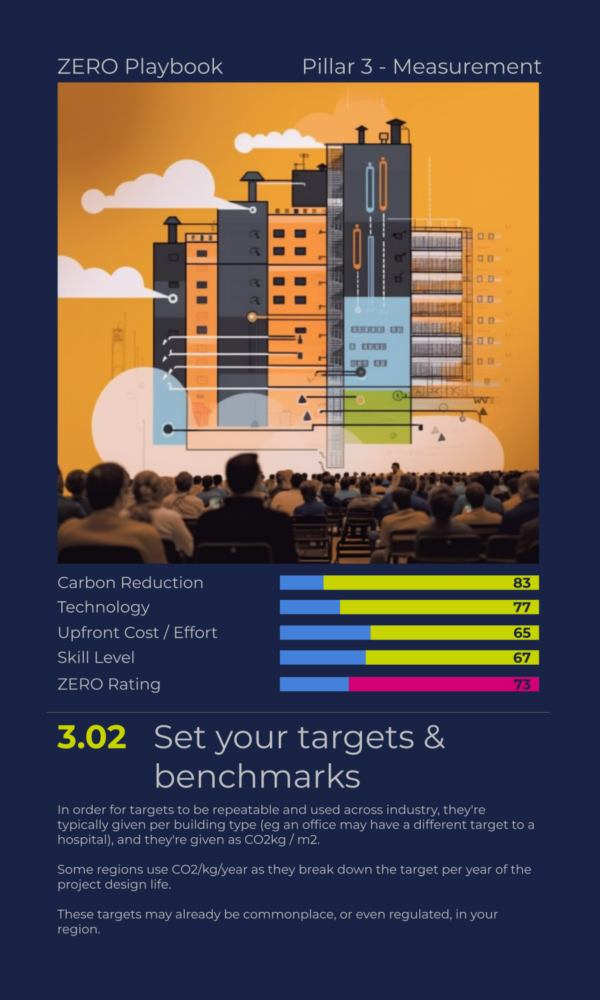 ZERO Playbook
Pillar 3 - Measurement
Carbon Reduction 83
Technology 77
Upfront Cost / Effort 65
Skill Level 67
ZERO Rating 73
3.02 Set your targets &
benchmarks
In order for targets to be repeatable and used across industry, they're
typically given per building type (eg an office may have a different target to a
hospital), and they're given as CO2kg / m2.
Some regions use CO2/kg/year as they break down the target per year of the
project design life.
These targets may already be commonplace, or even regulated, in your
region.